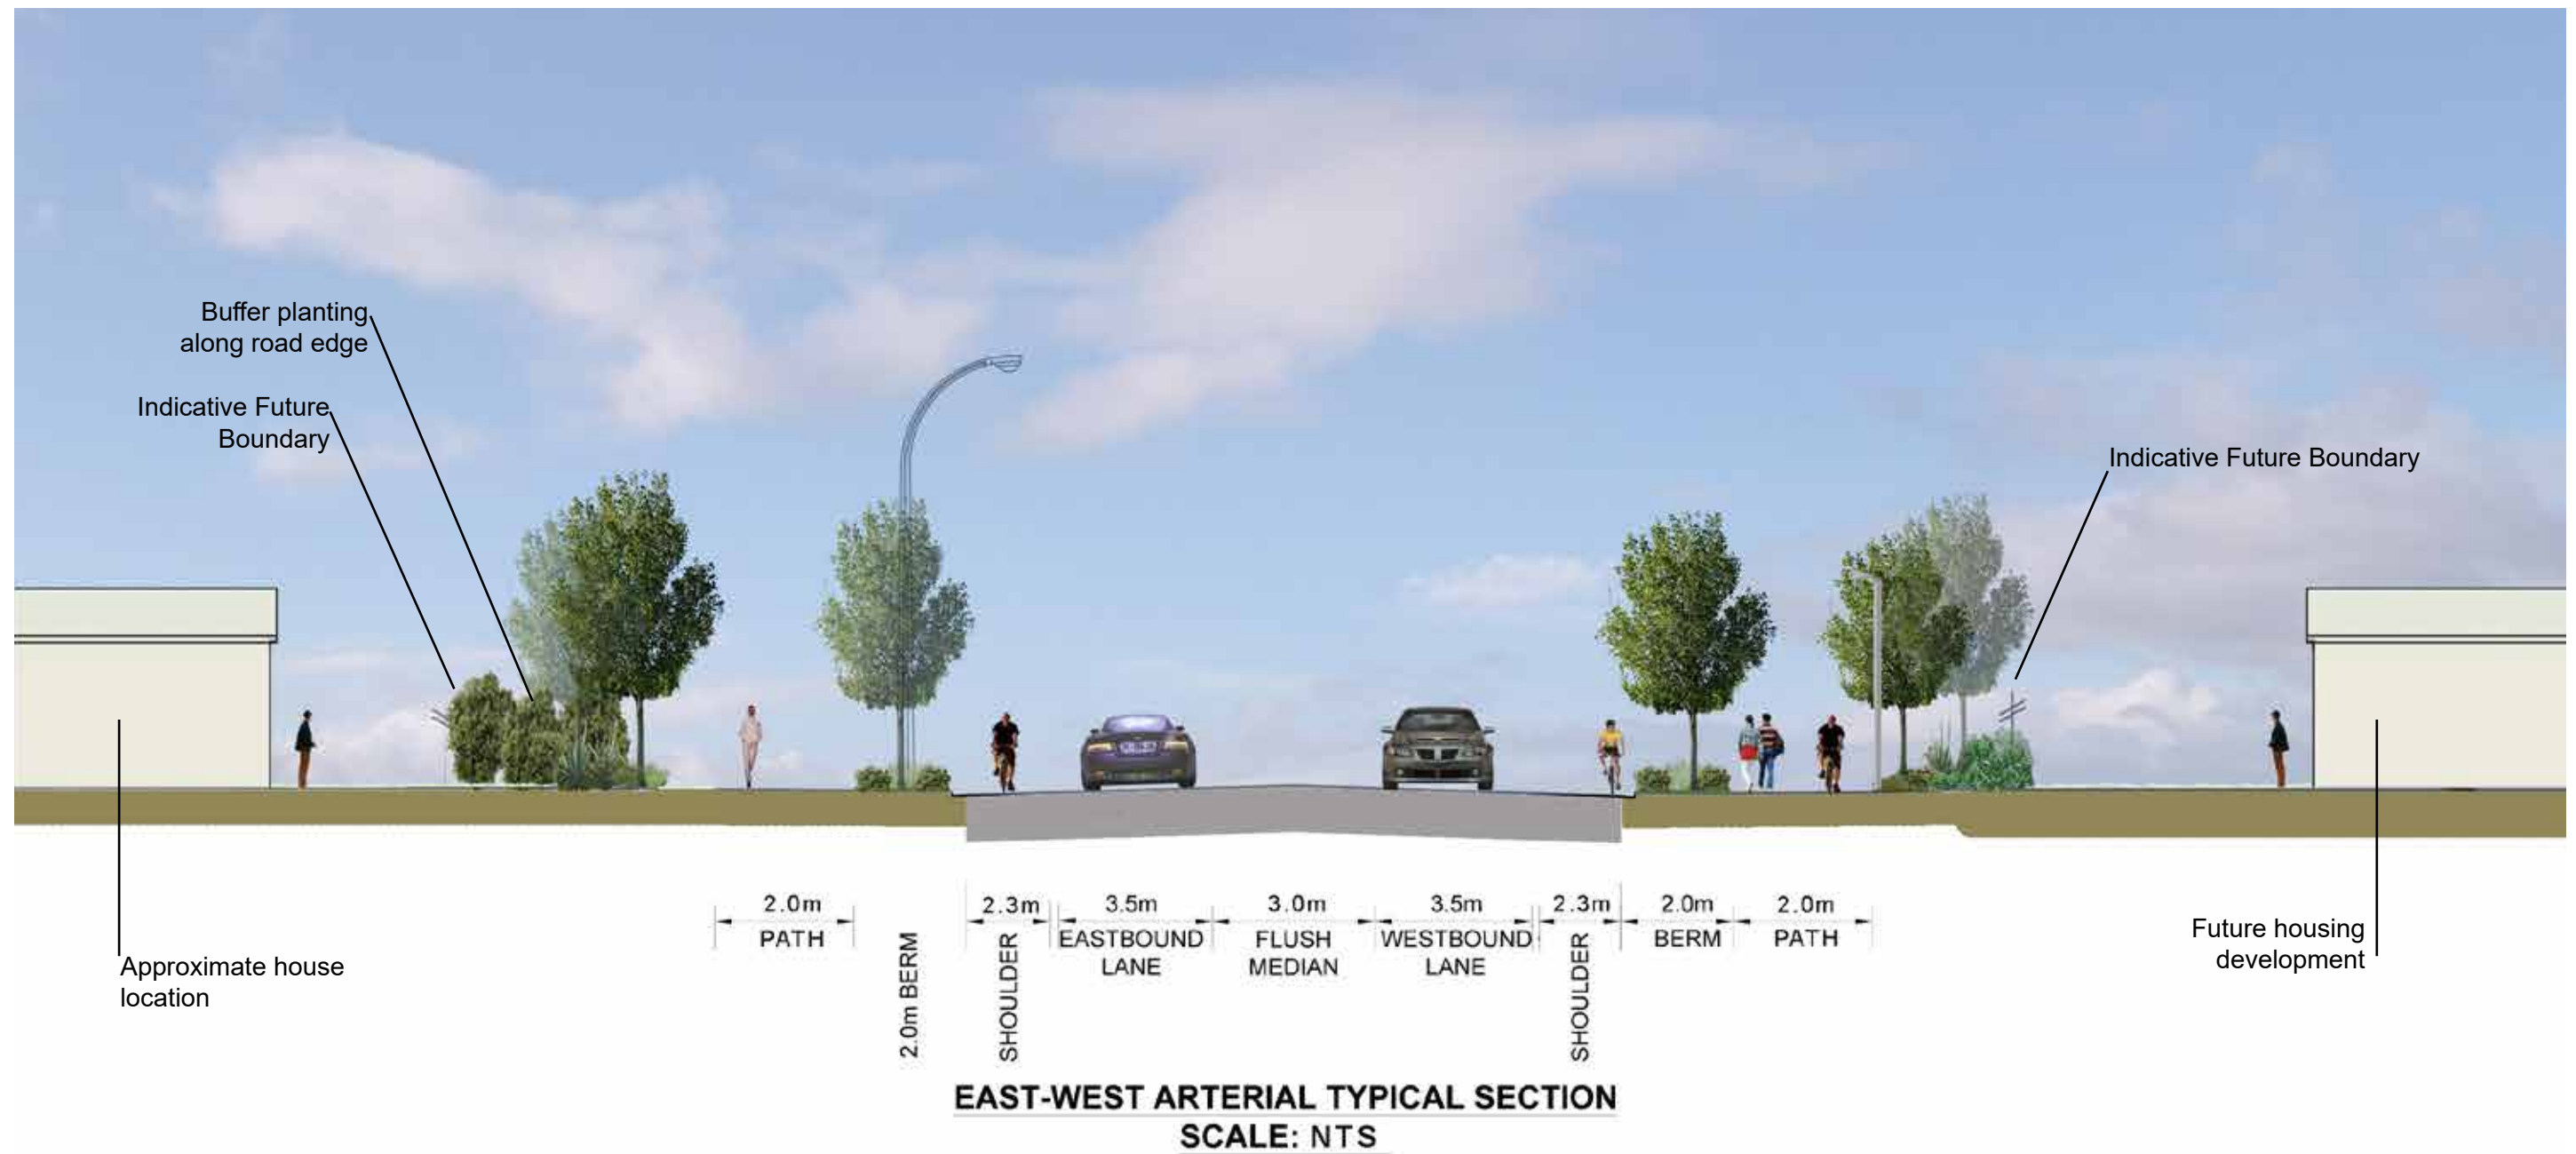 Buffer planting
along road edge
Indicative Future
Boundary
Indicative Future Boundary
2.0m
PATH
2.0m BERM
2.3m
SHOULDER
3.5m
EASTBOUND
LANE
3.0m
FLUSH
MEDIAN
3.5m
WESTBOUND
LANE
2.3m
SHOULDER
2.0m
BERM
2.0m
PATH
Approximate house
location
Future housing
development
EAST-WEST ARTERIAL TYPICAL SECTION
SCALE: NTS